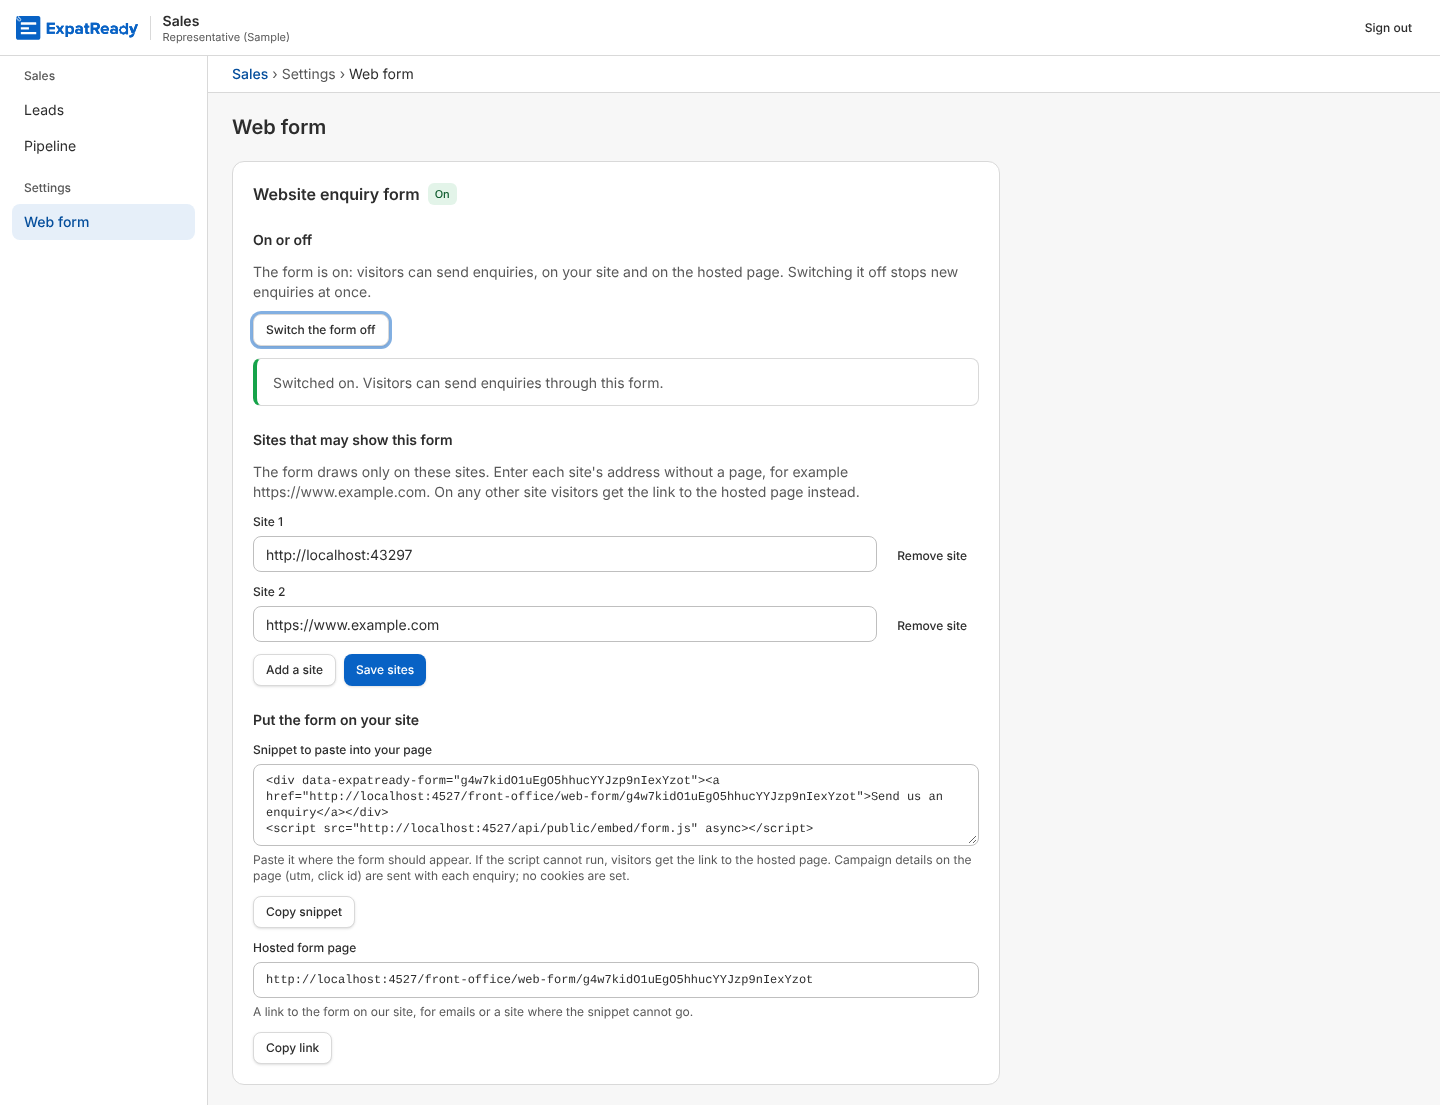 ExpatReady
Sales
Representative (Sample)
Sign out
Sales
Leads
Pipeline
Settings
Web form
Sales › Settings › Web form
Web form
Website enquiry form On
On or off
The form is on: visitors can send enquiries, on your site and on the hosted page. Switching it off stops new
enquiries at once.
Switch the form off
Switched on. Visitors can send enquiries through this form.
Sites that may show this form
The form draws only on these sites. Enter each site's address without a page, for example
https://www.example.com. On any other site visitors get the link to the hosted page instead.
Site 1
http://localhost:43297
Remove site
Site 2
https://www.example.com
Remove site
Add a site
Save sites
Put the form on your site
Snippet to paste into your page
<div data-expatready-form="g4w7kidO1uEgO5hhucYYJzp9nIexYzot"><a
href="http://localhost:4527/front-office/web-form/g4w7kidO1uEgO5hhucYYJzp9nIexYzot">Send us an
enquiry</a></div>
<script src="http://localhost:4527/api/public/embed/form.js" async></script>
Paste it where the form should appear. If the script cannot run, visitors get the link to the hosted page. Campaign details on the
page (utm, click id) are sent with each enquiry; no cookies are set.
Copy snippet
Hosted form page
http://localhost:4527/front-office/web-form/g4w7kidO1uEgO5hhucYYJzp9nIexYzot
A link to the form on our site, for emails or a site where the snippet cannot go.
Copy link